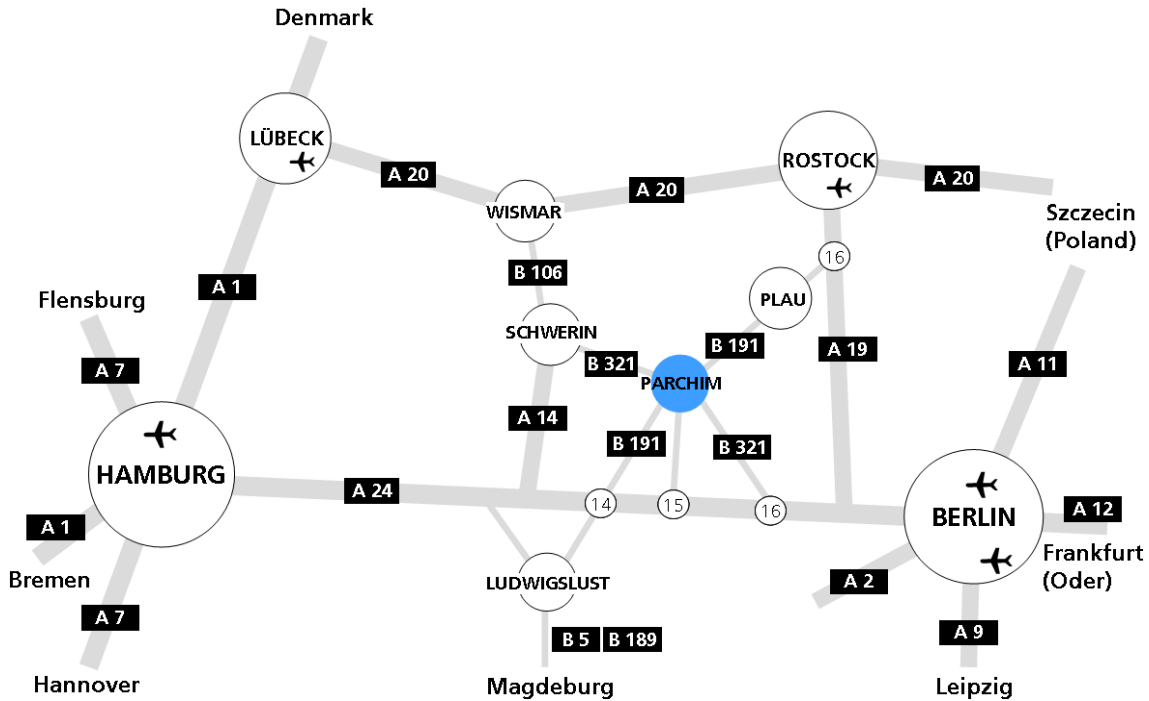 Denmark
LÜBECK
A 20
ROSTOCK
A 20
A 20
WISMAR
Szczecin
(Poland)
16
B 106
A 1
Flensburg
PLAU
SCHWERIN
B 191
A 19
B 321
A 11
A 7
PARCHIM
A 14
B 191
B 321
HAMBURG
A 24
14
15
16
BERLIN
A 12
A 1
Frankfurt
(Oder)
Bremen
LUDWIGSLUST
A 2
A 7
B 5
B 189
A 9
Hannover
Magdeburg
Leipzig